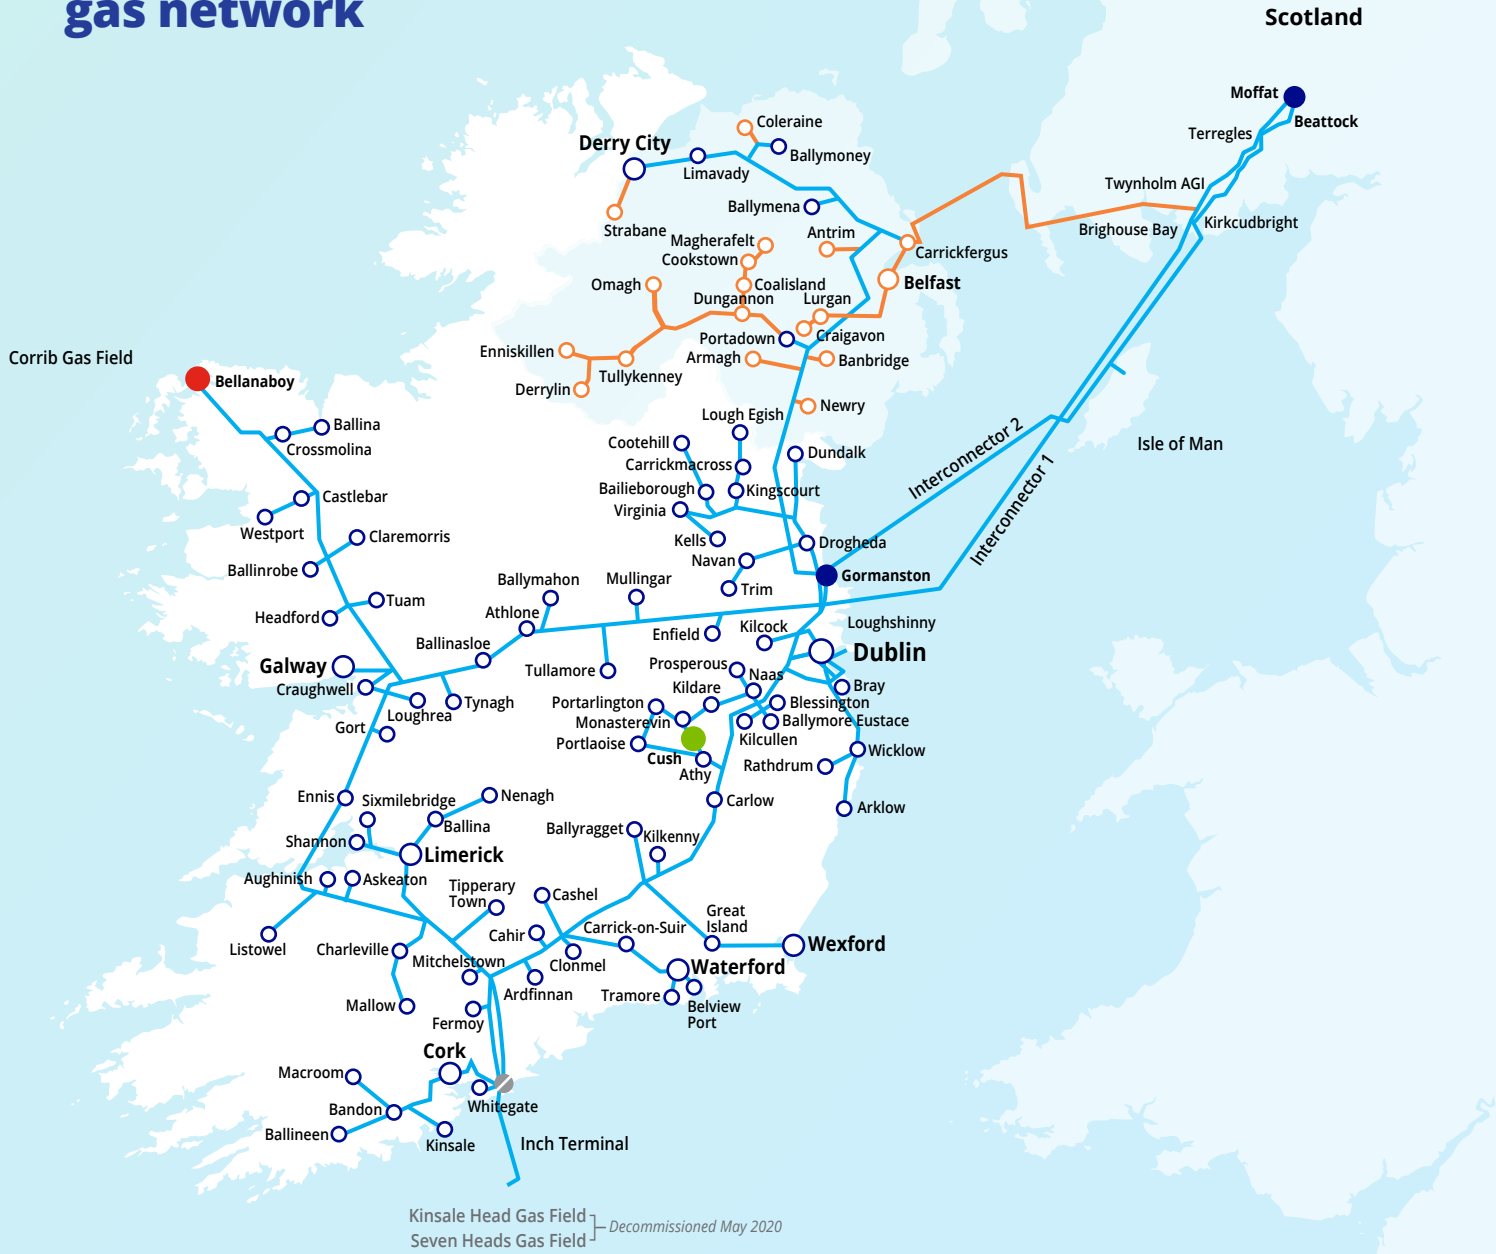 gas network
Scotland
Moffat
Beattock
Terregles
Twynholm AGI
Kirkcudbright
Brighouse Bay
Coleraine
Ballymoney
Derry City
Limavady
Ballymena
Strabane
Antrim
Magherafelt
Cookstown
Carrickfergus
Omagh
Coalisland
Belfast
Dungannon
Lurgan
Portadown
Craigavon
Enniskillen
Armagh
Banbridge
Tullykenney
Derrylin
Newry
Corrib Gas Field
Bellanaboy
Ballina
Crossmolina
Lough Egish
Cootehill
Carrickmacross
Dundalk
Bailieborough
Kingscourt
Virginia
Kells
Drogheda
Navan
Trim
Gormanston
Interconnector 2
Interconnector 1
Isle of Man
Castlebar
Westport
Claremorris
Ballinrobe
Tuam
Headford
Ballymahon
Mullingar
Athlone
Ballinasloe
Enfield
Kilcock
Loughshinny
Dublin
Galway
Craughwell
Loughrea
Tynagh
Tullamore
Prosperous
Naas
Bray
Kildare
Portarlington
Blessington
Monasterevin
Ballymore Eustace
Gort
Portlaoise
Kilcullen
Cush
Athy
Wicklow
Rathdrum
Ennis
Sixmilebridge
Nenagh
Carlow
Arklow
Ballina
Shannon
Limerick
Ballyragget
Kilkenny
Aughinish
Askeaton
Tipperary
Town
Cashel
Great
Island
Listowel
Charleville
Cahir
Carrick-on-Suir
Wexford
Mitchelstown
Clonmel
Waterford
Ardfinnan
Tramore
Belview
Port
Mallow
Fermoy
Cork
Macroom
Whitegate
Bandon
Ballineen
Kinsale
Inch Terminal
Kinsale Head Gas Field
Decommissioned May 2020
Seven Heads Gas Field